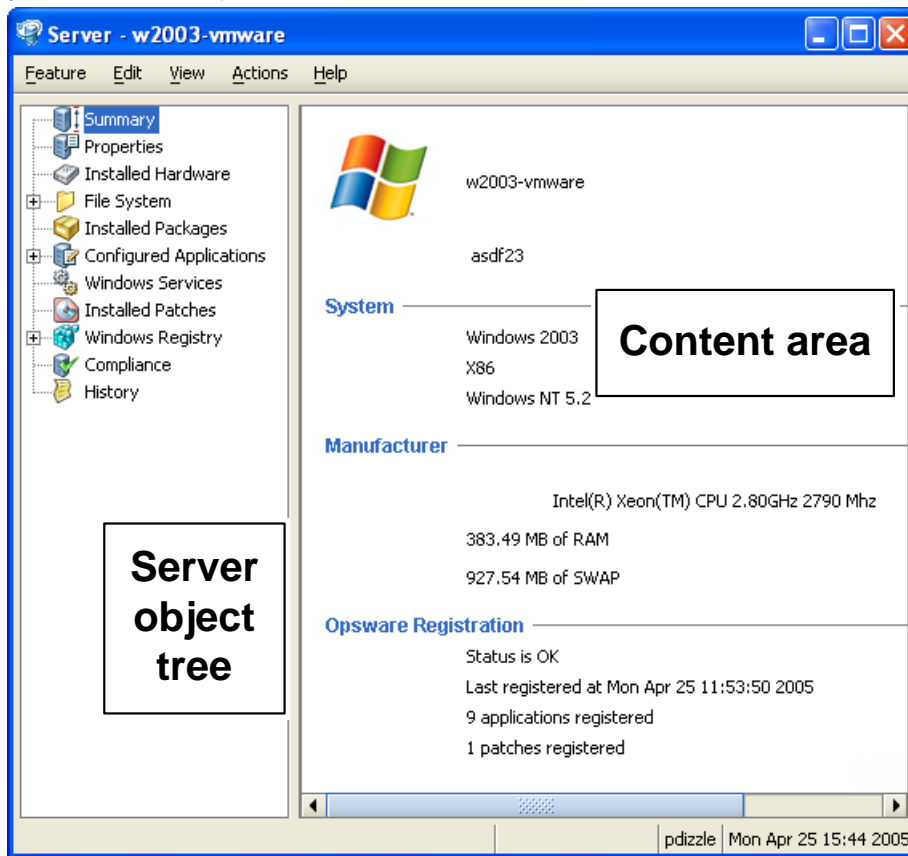 Server - w2003-vmware
Feature Edit View Actions Help
Summary
Properties
Installed Hardware
File System
Installed Packages
Configured Applications
Windows Services
Installed Patches
Windows Registry
Compliance
History
Server
object
tree
w2003-vmware
asdf23
System
Windows 2003
X86
Windows NT 5.2
Content area
Manufacturer
Intel(R) Xeon(TM) CPU 2.80GHz 2790 Mhz
383.49 MB of RAM
927.54 MB of SWAP
Opsware Registration
Status is OK
Last registered at Mon Apr 25 11:53:50 2005
9 applications registered
1 patches registered
pdizzle Mon Apr 25 15:44 2005